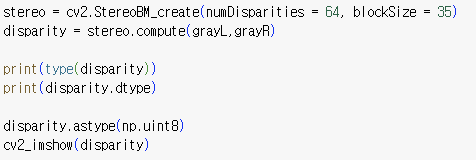 stereo = cv2.StereoBM_create(numDisparities = 64, blockSize = 35)
disparity = stereo.compute(grayL,grayR)
print(type(disparity))
print(disparity.dtype)
disparity.astype(np.uint8)
cv2_imshow(disparity)